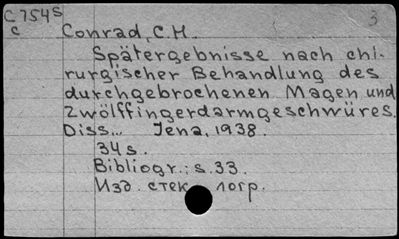 C754s 3
c Conrad, C.H.
Spätergebnisse nach chi-
rurgischer Behandlung des
durchgebrochenen Magen und
Zwölffingerdarmgeschwüres.
Diss... Jena, 1938.
34 s.
Bibliogr.: s. 33.
Изд. стек логр.